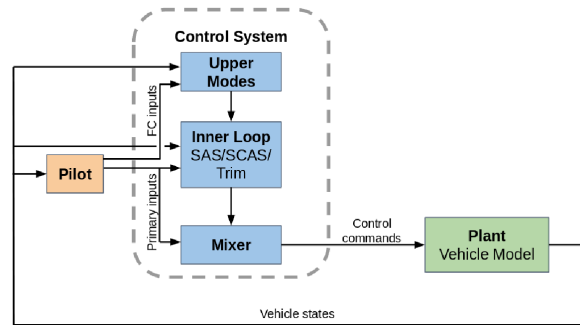 Control System
Upper
Modes
FC inputs
Inner Loop
SAS/SCAS/
Trim
Pilot
Primary inputs
Mixer
Control
commands
Plant
Vehicle Model
Vehicle states